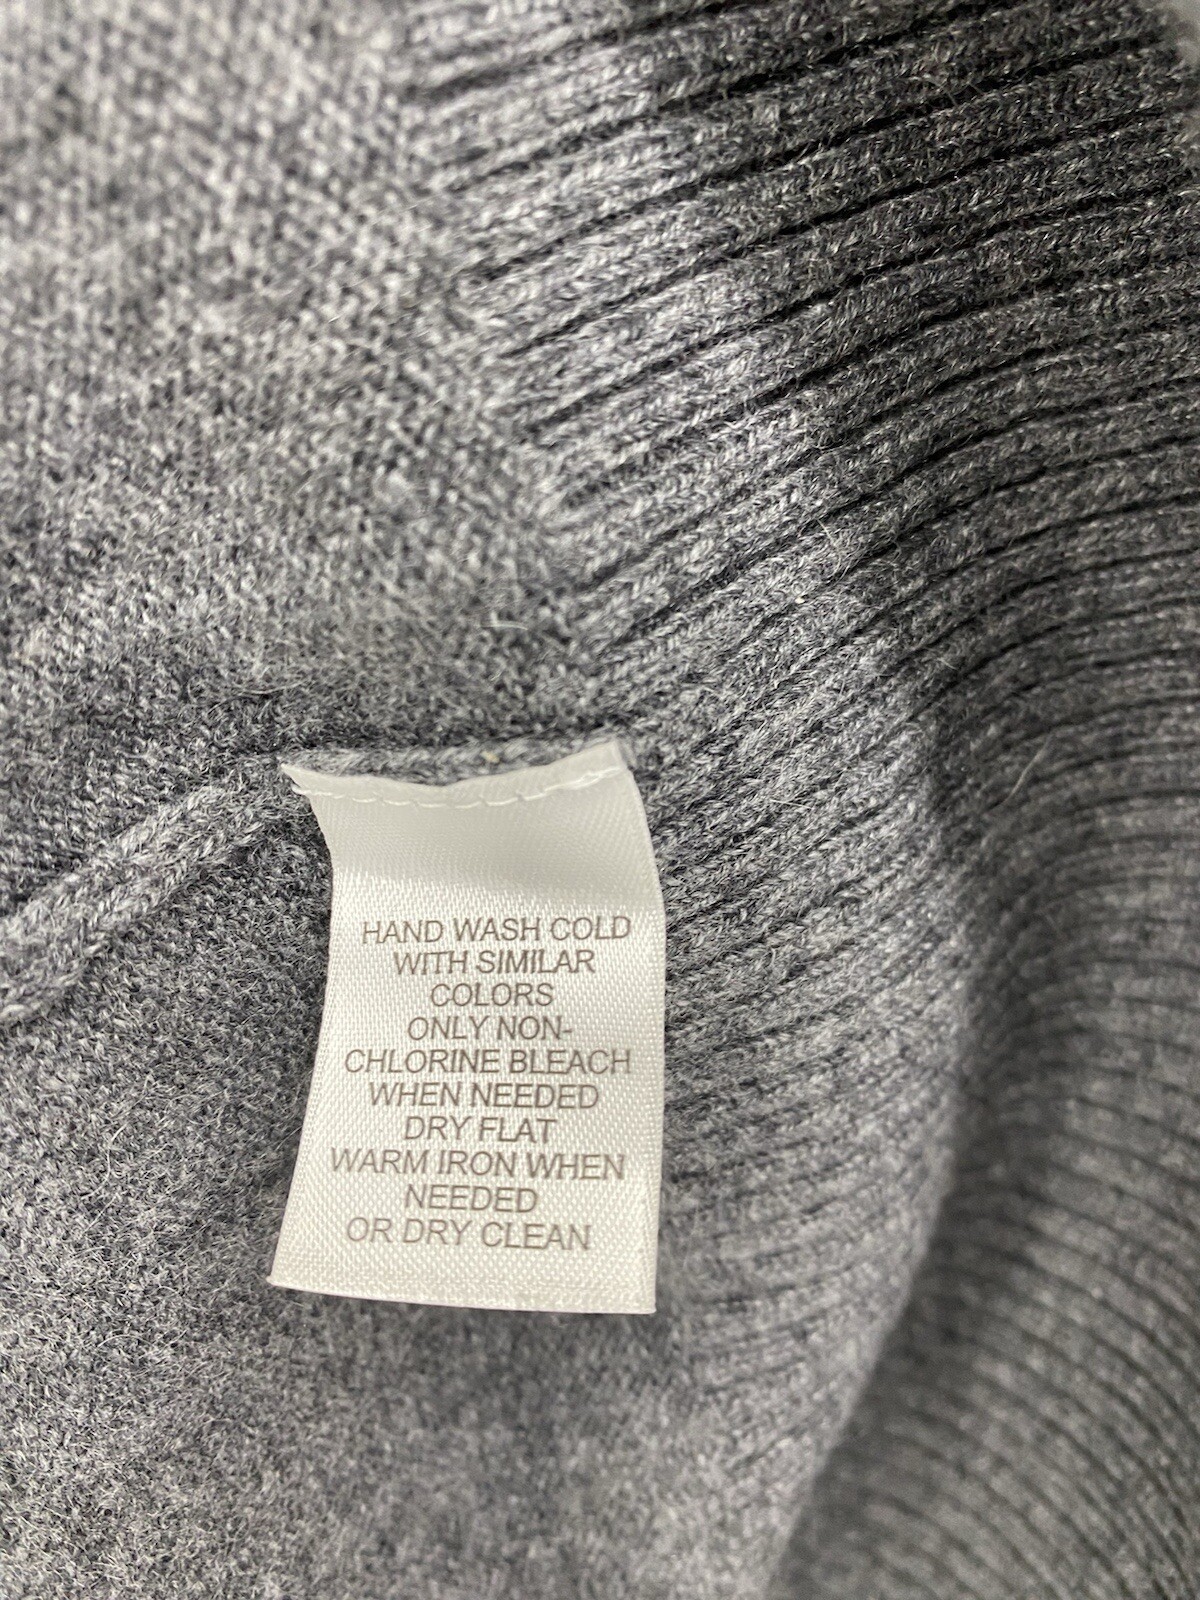 HAND WASH COLD
WITH SIMILAR
COLORS
ONLY NON-
CHLORINE BLEACH
WHEN NEEDED
DRY FLAT
WARM IRON WHEN
NEEDED
OR DRY CLEAN